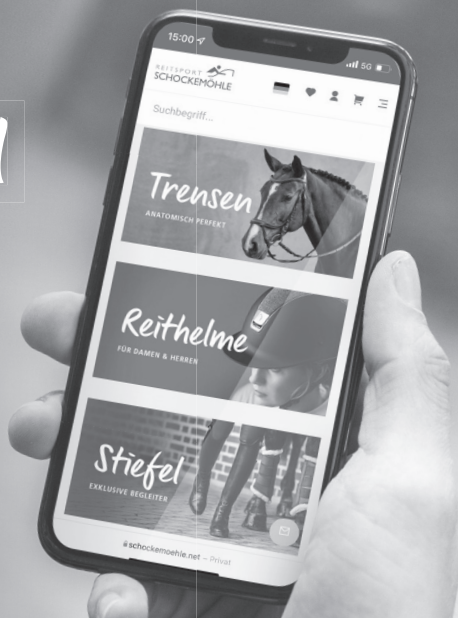 15:00
5G
REITSPORT
SCHOCKEMÖHLE
Suchbegriff...
Trensen
ANATOMISCH PERFEKT
Reithelme
FÜR DAMEN & HERREN
Stiefel
EXKLUSIVE BEGLEITER
schockemoehle.net – Privat